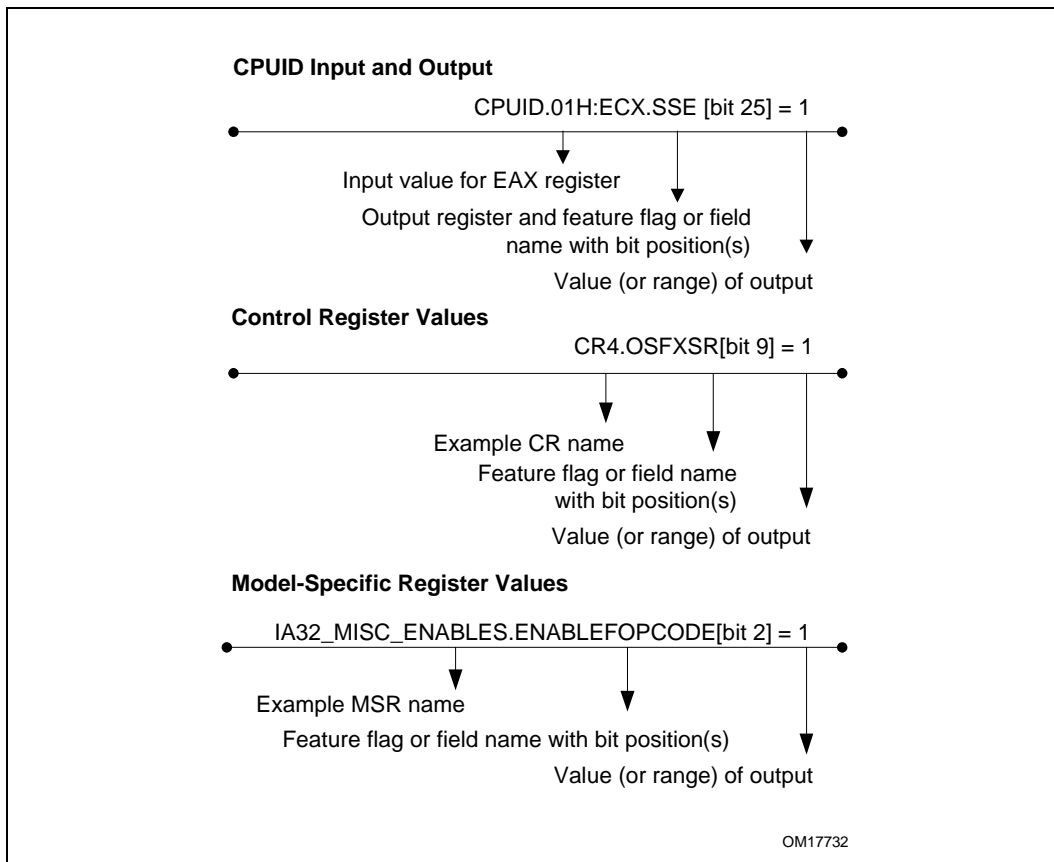 CPUID Input and Output
CPUID.01H:ECX.SSE [bit 25] = 1
Input value for EAX register
Output register and feature flag or field
name with bit position(s)
Value (or range) of output
Control Register Values
CR4.OSFXSR[bit 9] = 1
Example CR name
Feature flag or field name
with bit position(s)
Value (or range) of output
Model-Specific Register Values
IA32_MISC_ENABLES.ENABLEFOPCODE[bit 2] = 1
Example MSR name
Feature flag or field name with bit position(s)
Value (or range) of output
OM17732